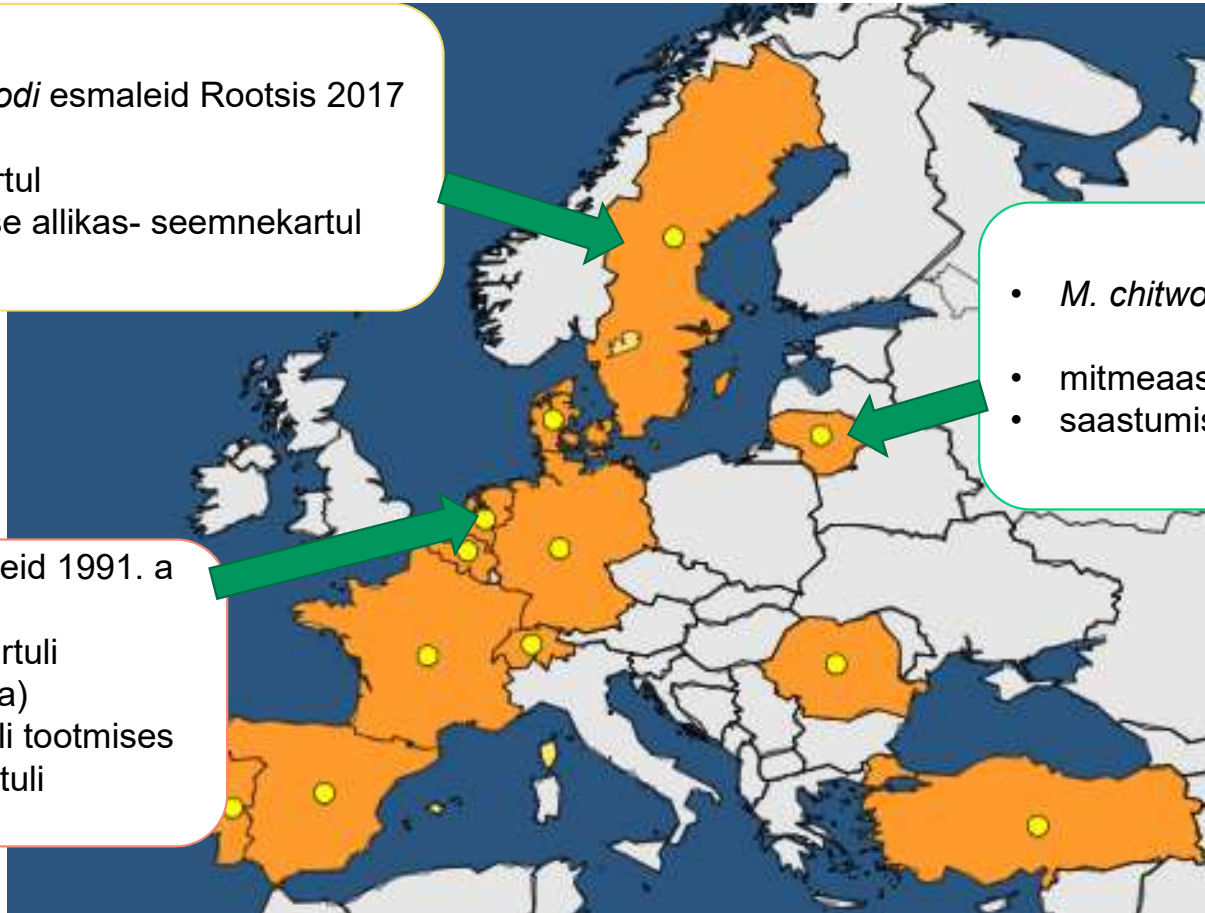 odi esmaleid Rootsis 2017
rtul
se allikas- seemnekartul
• M. chitwo
• mitmeaas
• saastumis
eid 1991. a
rtuli
a)
li tootmises
tuli